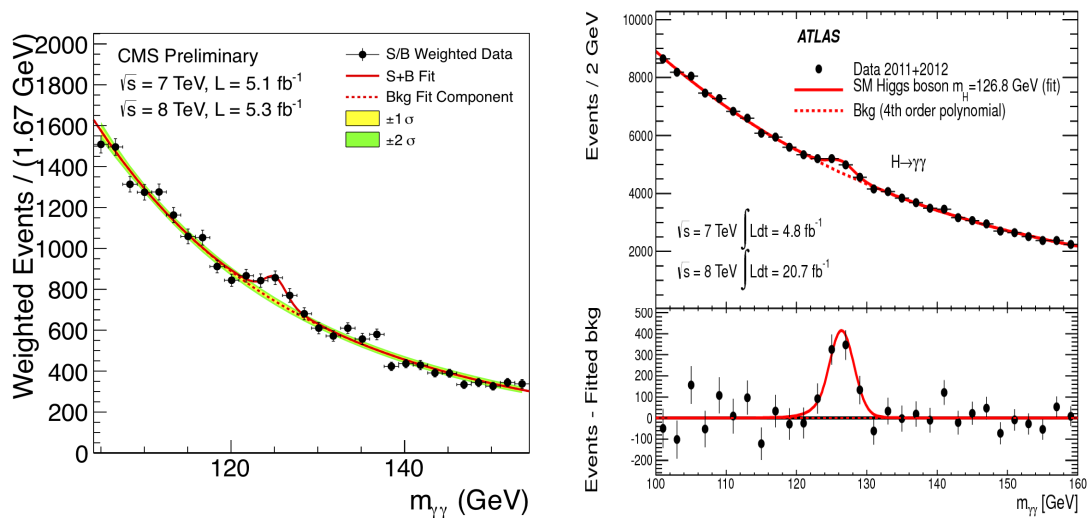 CMS Preliminary
√s = 7 TeV, L = 5.1 fb⁻¹
√s = 8 TeV, L = 5.3 fb⁻¹
S/B Weighted Data
S+B Fit
Bkg Fit Component
±1 σ
±2 σ
Weighted Events / (1.67 GeV)
2000
1800
1600
1400
1200
1000
800
600
400
200
0
120
140
mγγ (GeV)
ATLAS
Data 2011+2012
SM Higgs boson mH=126.8 GeV (fit)
Bkg (4th order polynomial)
H→γγ
√s = 7 TeV ∫Ldt = 4.8 fb⁻¹
√s = 8 TeV ∫Ldt = 20.7 fb⁻¹
Events / 2 GeV
10000
8000
6000
4000
2000
Events - Fitted bkg
500
400
300
200
100
0
-100
-200
100
110
120
130
140
150
160
mγγ [GeV]